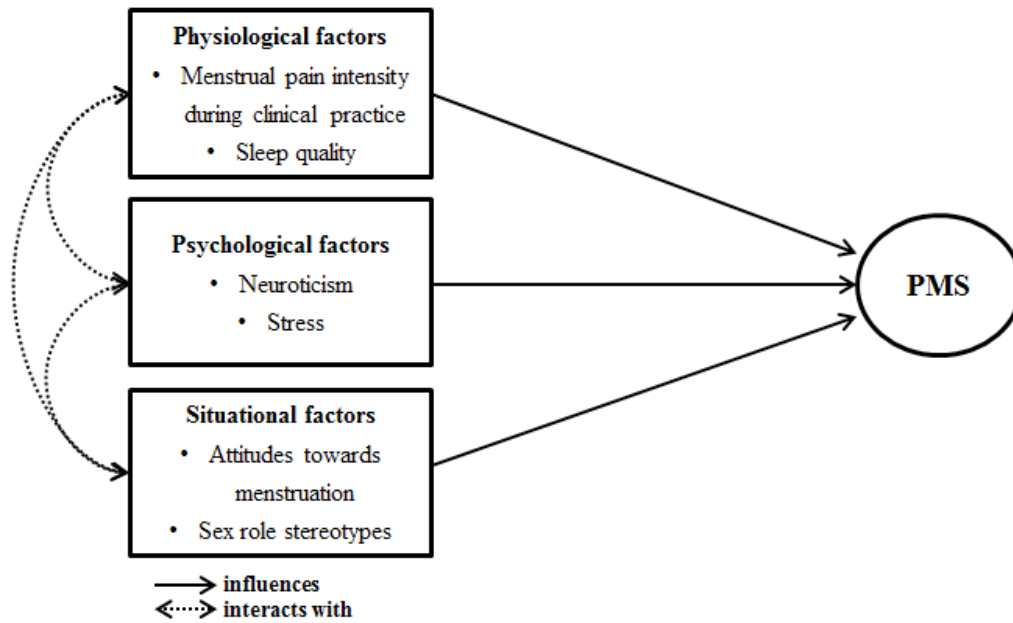 Physiological factors
• Menstrual pain intensity
during clinical practice
• Sleep quality
Psychological factors
• Neuroticism
• Stress
Situational factors
• Attitudes towards
menstruation
• Sex role stereotypes
PMS
influences
interacts with